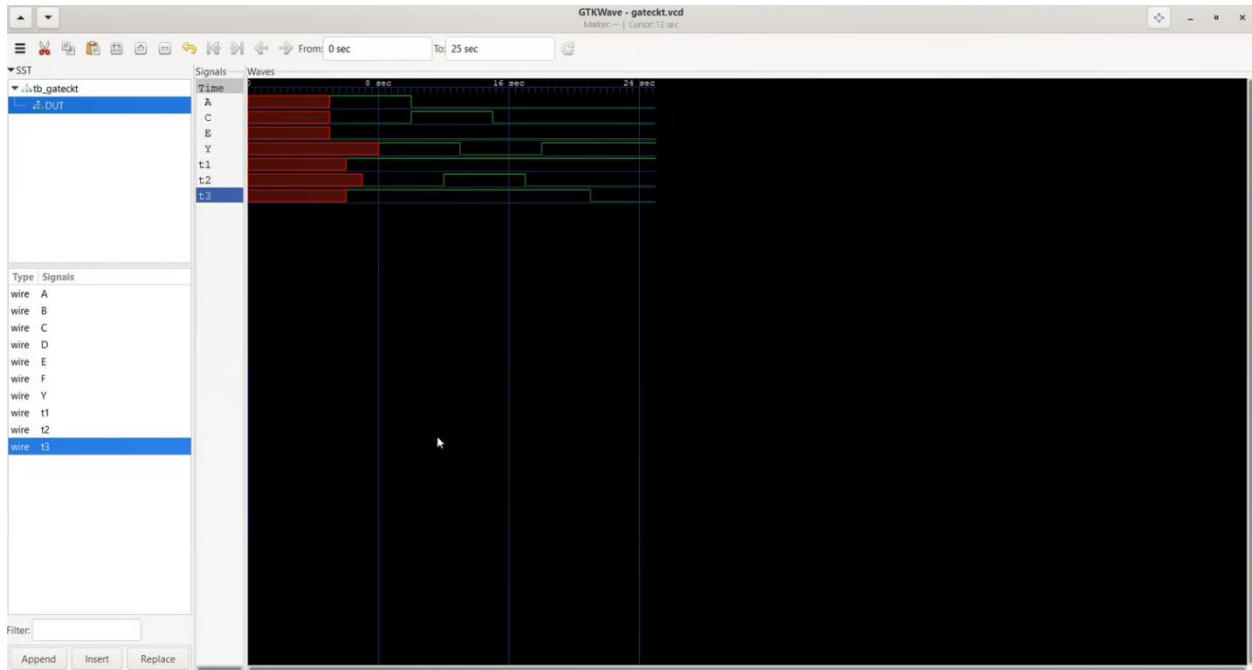 GTKWave - gateckt.vcd
Marker: -- | Cursor: 12 sec
From: 0 sec
To: 25 sec
SST
tb_gateckt
DUT
Type Signals
wire A
wire B
wire C
wire D
wire E
wire F
wire Y
wire t1
wire t2
wire t3
Filter:
Append Insert Replace
Signals
Time
A
C
E
Y
t1
t2
t3
Waves
0 8 sec 16 sec 24 sec